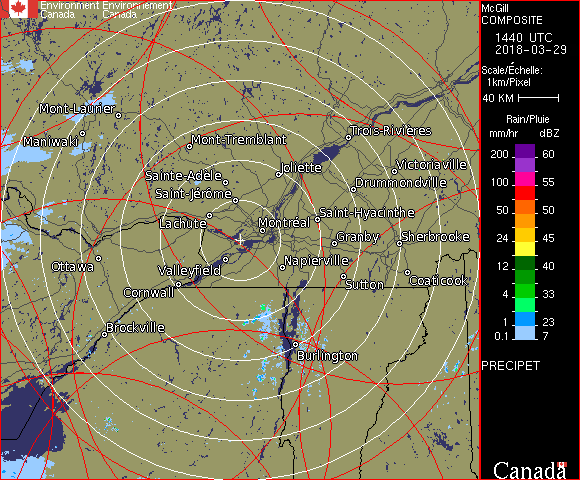 Environment Environnement
Canada Canada
McGill
COMPOSITE
1440 UTC
2018-03-29
Scale/Échelle:
1km/Pixel
40 KM
Rain/Pluie
mm/hr dBZ
200 60
150 57
100 55
50 50
24 45
12 40
4 33
1 23
0.1 7
PRECIPET
Canada
Mont-Laurier
Maniwaki
Mont-Tremblant
Trois-Rivières
Sainte-Adèle
Joliette
Victoriaville
Saint-Jérôme
Drummondville
Lachute
Montréal
Saint-Hyacinthe
Granby
Sherbrooke
Ottawa
Valleyfield
Napierville
Cornwall
Sutton
Coaticook
Brockville
Burlington